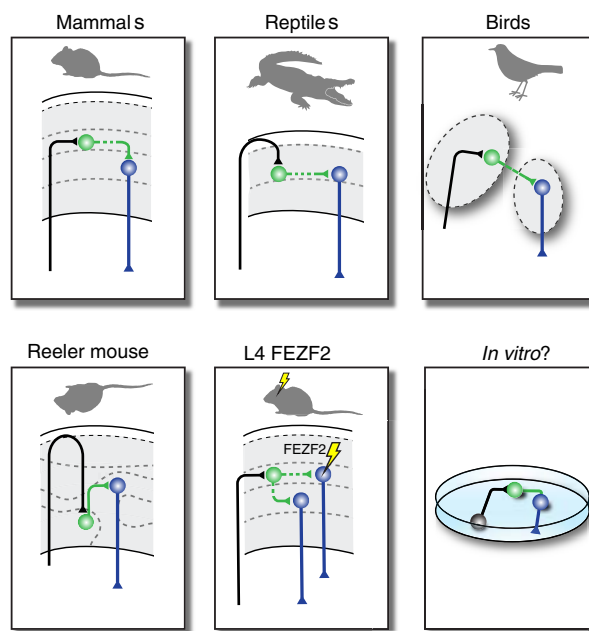 Mammals
Reptiles
Birds
Reeler mouse
L4 FEZF2
In vitro?
FEZF2